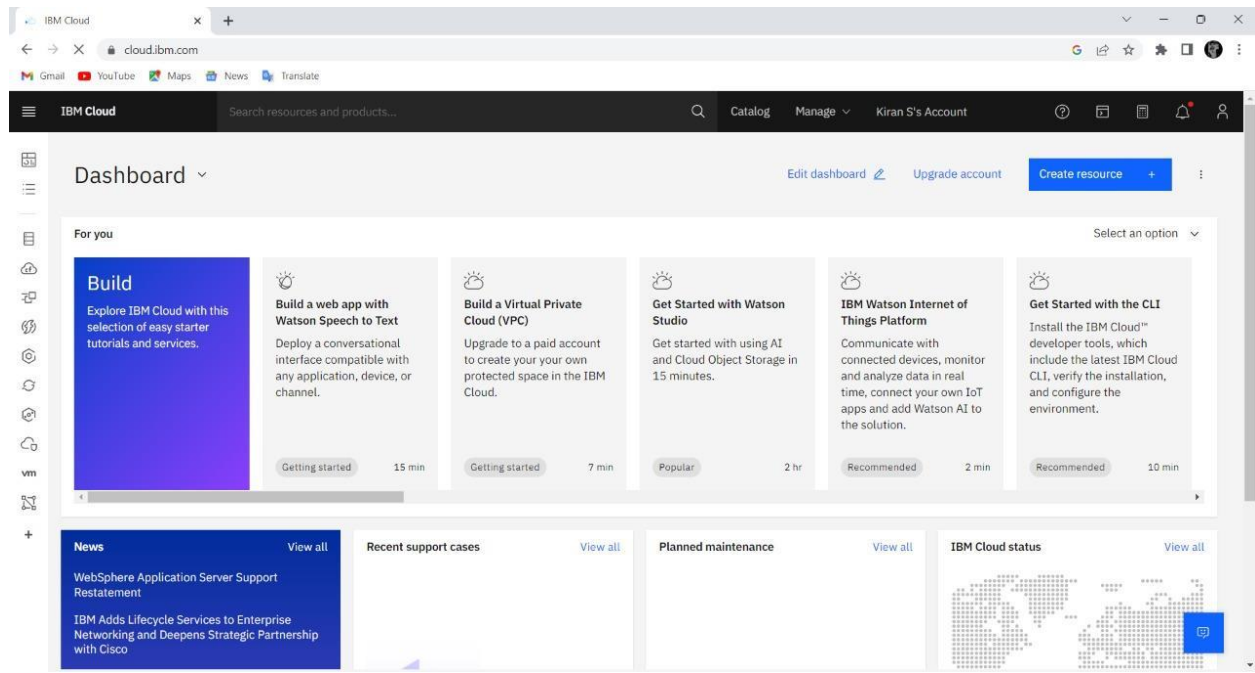 IBM Cloud
cloud.ibm.com
Gmail YouTube Maps News Translate
IBM Cloud Search resources and products... Catalog Manage Kiran S's Account
Dashboard Edit dashboard Upgrade account Create resource +
For you Select an option
Build
Explore IBM Cloud with this
selection of easy starter
tutorials and services.
Build a web app with
Watson Speech to Text
Deploy a conversational
interface compatible with
any application, device, or
channel.
Getting started 15 min
Build a Virtual Private
Cloud (VPC)
Upgrade to a paid account
to create your your own
protected space in the IBM
Cloud.
Getting started 7 min
Get Started with Watson
Studio
Get started with using AI
and Cloud Object Storage in
15 minutes.
Popular 2 hr
IBM Watson Internet of
Things Platform
Communicate with
connected devices, monitor
and analyze data in real
time, connect your own IoT
apps and add Watson AI to
the solution.
Recommended 2 min
Get Started with the CLI
Install the IBM Cloud™
developer tools, which
include the latest IBM Cloud
CLI, verify the installation,
and configure the
environment.
Recommended 10 min
vm
News View all
WebSphere Application Server Support
Restatement
IBM Adds Lifecycle Services to Enterprise
Networking and Deepens Strategic Partnership
with Cisco
Recent support cases View all
Planned maintenance View all
IBM Cloud status View all